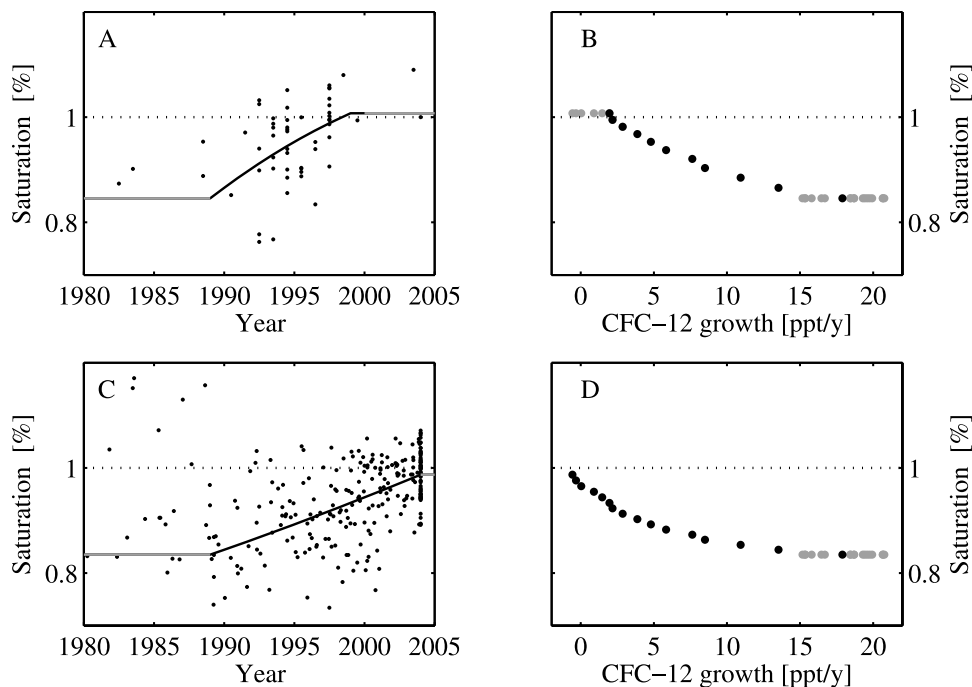 A
B
Saturation [%]
1
0.8
1980 1985 1990 1995 2000 2005
Year
0 5 10 15 20
CFC−12 growth [ppt/y]
1
0.8
Saturation [%]
C
D
Saturation [%]
1
0.8
1980 1985 1990 1995 2000 2005
Year
0 5 10 15 20
CFC−12 growth [ppt/y]
1
0.8
Saturation [%]